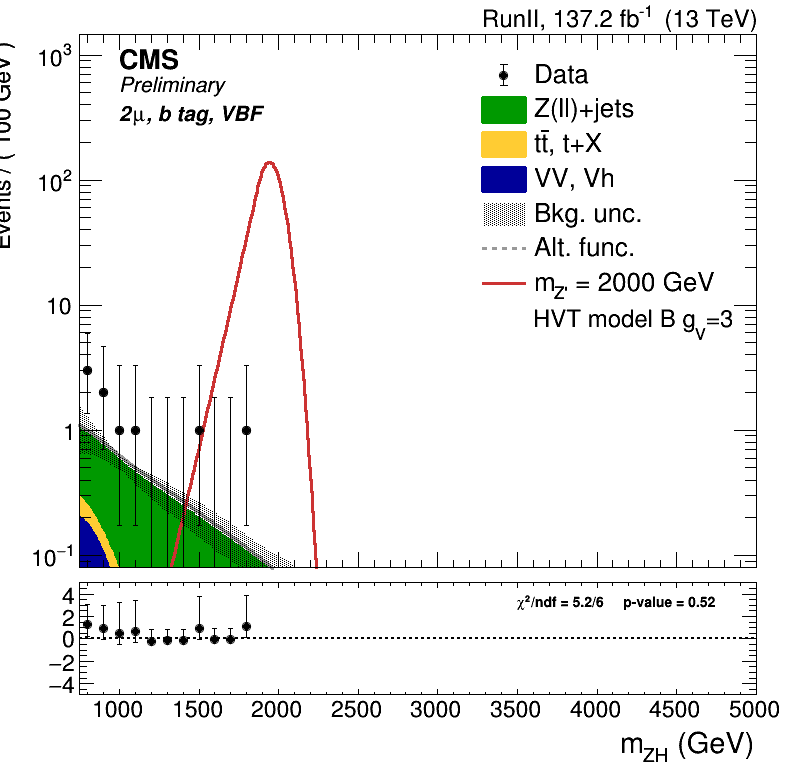 RunII, 137.2 fb⁻¹ (13 TeV)
CMS
Preliminary
2μ, b tag, VBF
Data
Z(ll)+jets
tt̄, t+X
VV, Vh
Bkg. unc.
Alt. func.
m_Z' = 2000 GeV
HVT model B g_V=3
Events / ( 100 GeV )
10³
10²
10
1
10⁻¹
χ²/ndf = 5.2/6 p-value = 0.52
4
2
0
−2
−4
1000 1500 2000 2500 3000 3500 4000 4500 5000
m_ZH (GeV)